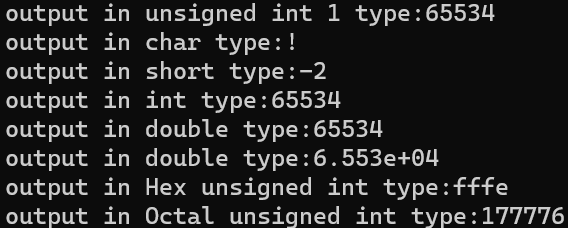 output in unsigned int 1 type:65534
output in char type:!
output in short type:-2
output in int type:65534
output in double type:65534
output in double type:6.553e+04
output in Hex unsigned int type:fffe
output in Octal unsigned int type:177776